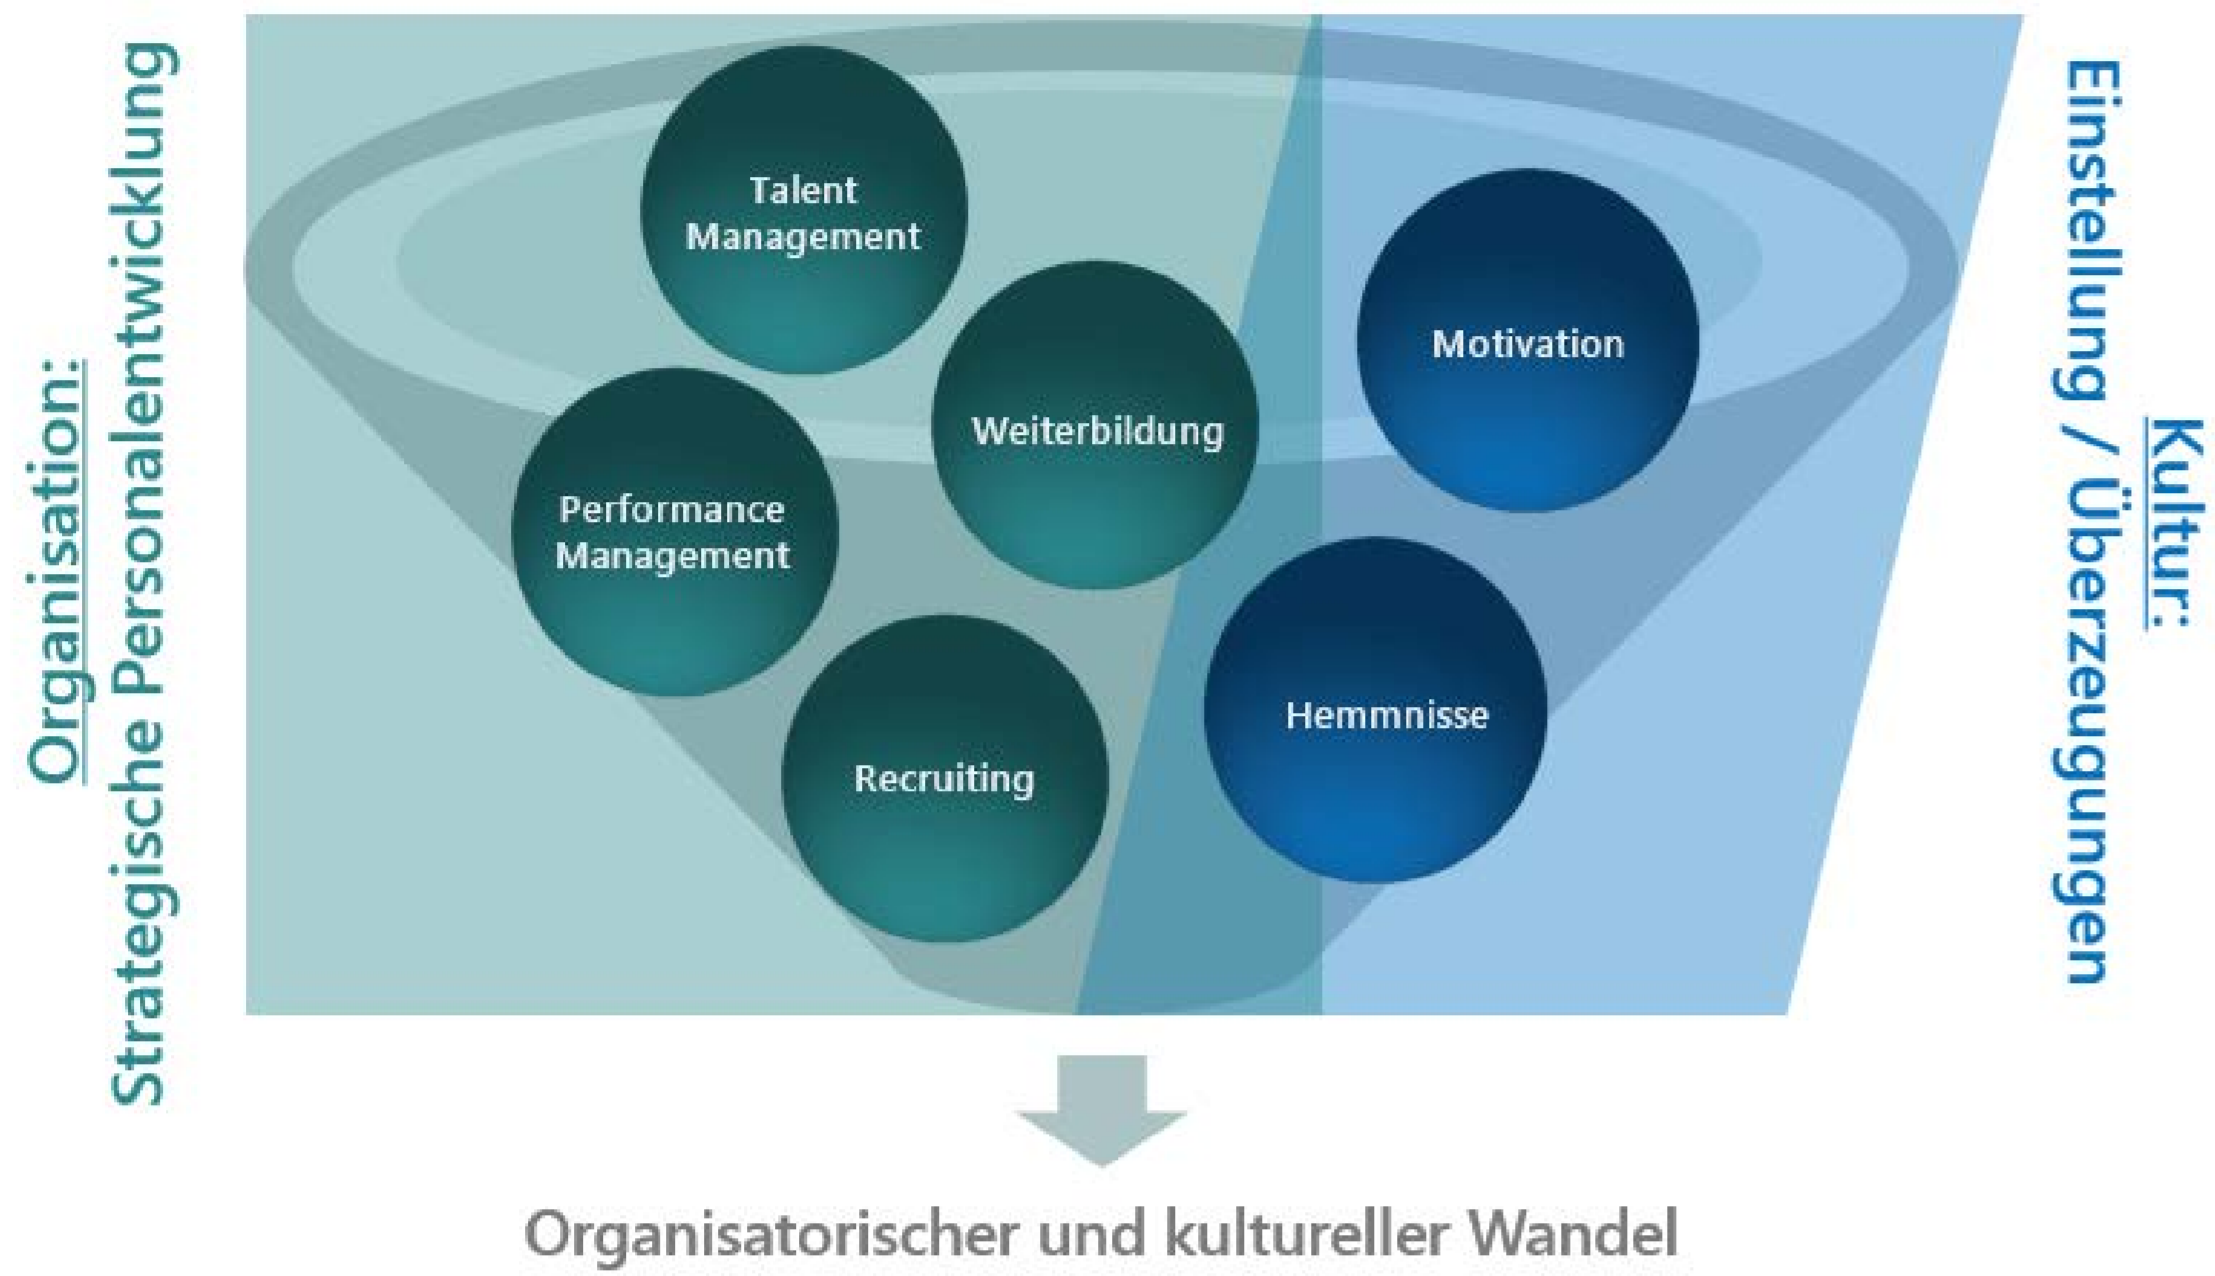 Organisation:
Strategische Personalentwicklung
Talent
Management
Weiterbildung
Performance
Management
Recruiting
Motivation
Hemmnisse
Kultur:
Einstellung / Überzeugungen
Organisatorischer und kultureller Wandel